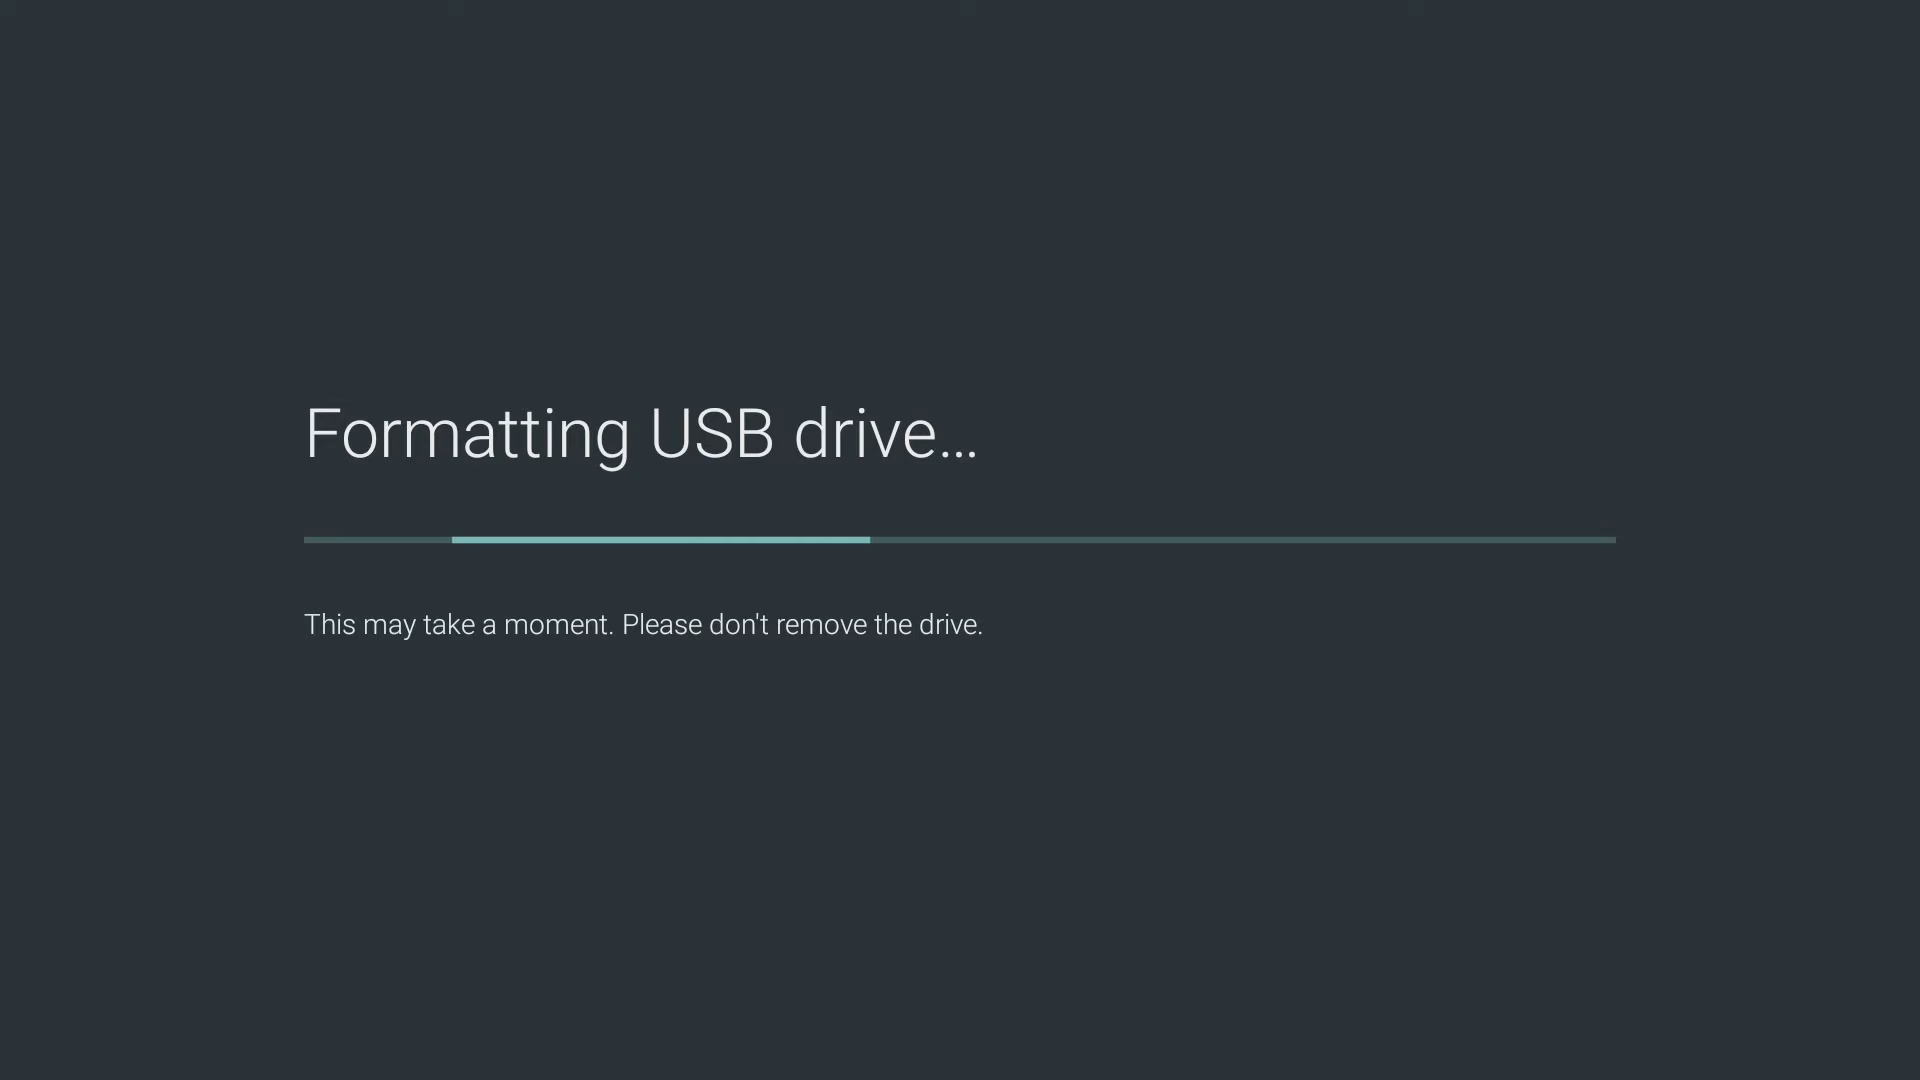 Formatting USB drive…
This may take a moment. Please don't remove the drive.